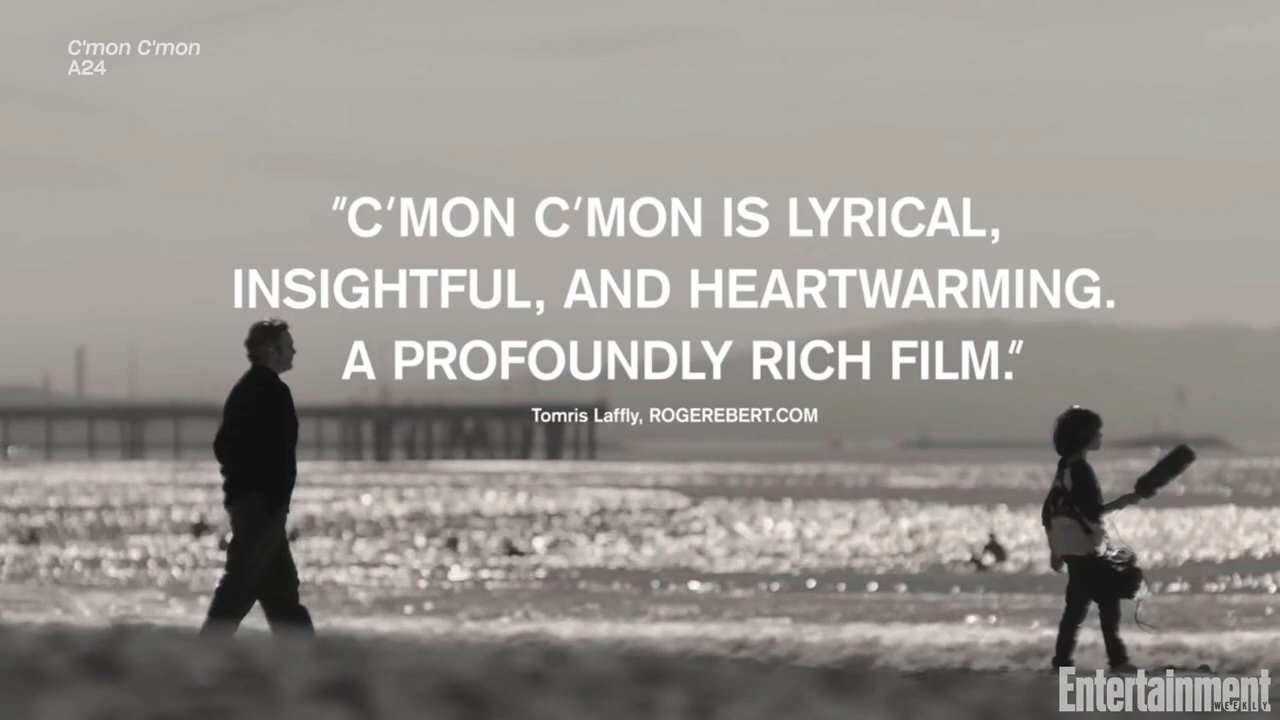 C'mon C'mon
A24
"C'MON C'MON IS LYRICAL,
INSIGHTFUL, AND HEARTWARMING.
A PROFOUNDLY RICH FILM."
Tomris Laffly, ROGEREBERT.COM
Entertainment
WEEKLY